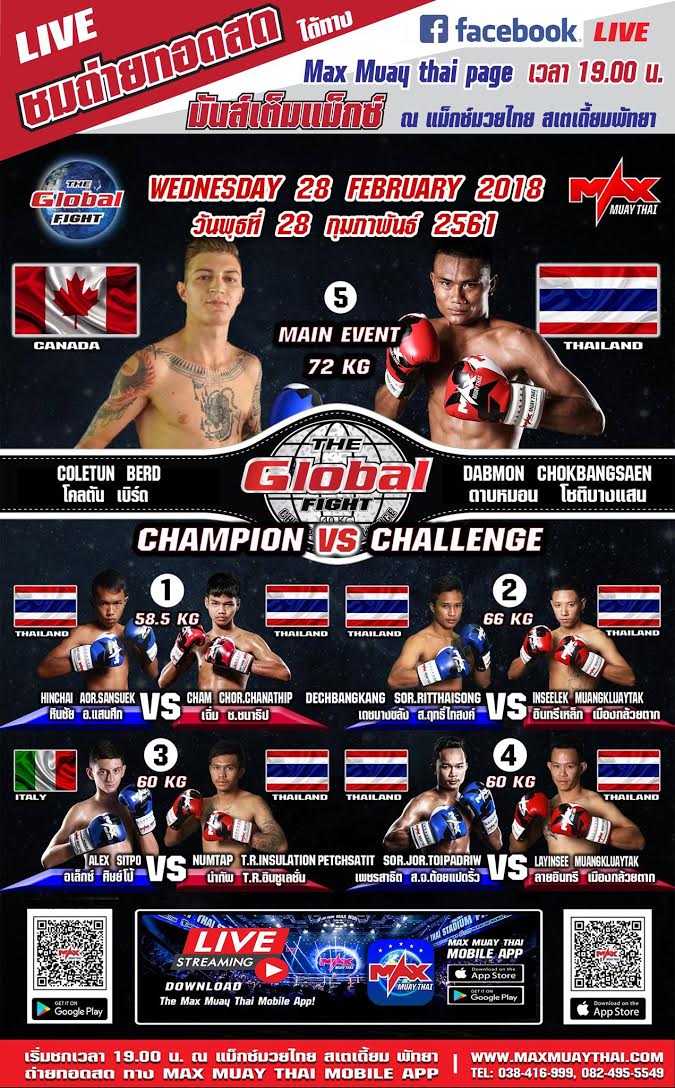 LIVE
ชมถ่ายทอดสด ได้ทาง
facebook LIVE
Max Muay thai page เวลา 19.00 น.
มันส์เต็มแม็กซ์ ณ แม็กซ์มวยไทย สเตเดี้ยมพัทยา
THE
Global
FIGHT
WEDNESDAY 28 FEBRUARY 2018
วันพุธที่ 28 กุมภาพันธ์ 2561
MAX
MUAY THAI
CANADA
5
MAIN EVENT
72 KG
THAILAND
COLETUN BERD
โคลตัน เบิร์ด
THE
Global
FIGHT
DABMON CHOKBANGSAEN
ดาบหมอน โชติบางแสน
CHAMPION VS CHALLENGE
THAILAND
1
58.5 KG
THAILAND
HINCHAI AOR.SANSUEK VS CHAM CHOR.CHANATHIP
หินชัย อ.แสนศึก
เฉิ่ม ช.ชนาธิป
THAILAND
2
66 KG
THAILAND
DECHBANGKANG SOR.RITTHAISONG VS INSEELEK MUANGKLUAYTAK
เดชบางขลัง ส.ฤทธิ์ไทสงค์
อินทรีเหล็ก เมืองกล้วยตาก
ITALY
3
60 KG
THAILAND
ALEX SITPO VS NUMTAP T.R.INSULATION
อเล็กซ์ ศิษย์โป้
นำทัพ T.R.อินซูเลชั่น
THAILAND
4
60 KG
THAILAND
PETCHSATIT SOR.JOR.TOIPADRIW VS LAYINSEE MUANGKLUAYTAK
เพชรสาธิต ส.จ.ต้อยแปดริ้ว
ลายอินทรี เมืองกล้วยตาก
GET IT ON
Google Play
LIVE
STREAMING
DOWNLOAD
The Max Muay Thai Mobile App!
MAX
MUAY THAI
MAX MUAY THAI
MOBILE APP
Download on the
App Store
GET IT ON
Google Play
Download on the
App Store
เริ่มชกเวลา 19.00 น. ณ แม็กซ์มวยไทย สเตเดี้ยม พัทยา
ถ่ายทอดสด ทาง MAX MUAY THAI MOBILE APP
WWW.MAXMUAYTHAI.COM
TEL: 038-416-999, 082-495-5549